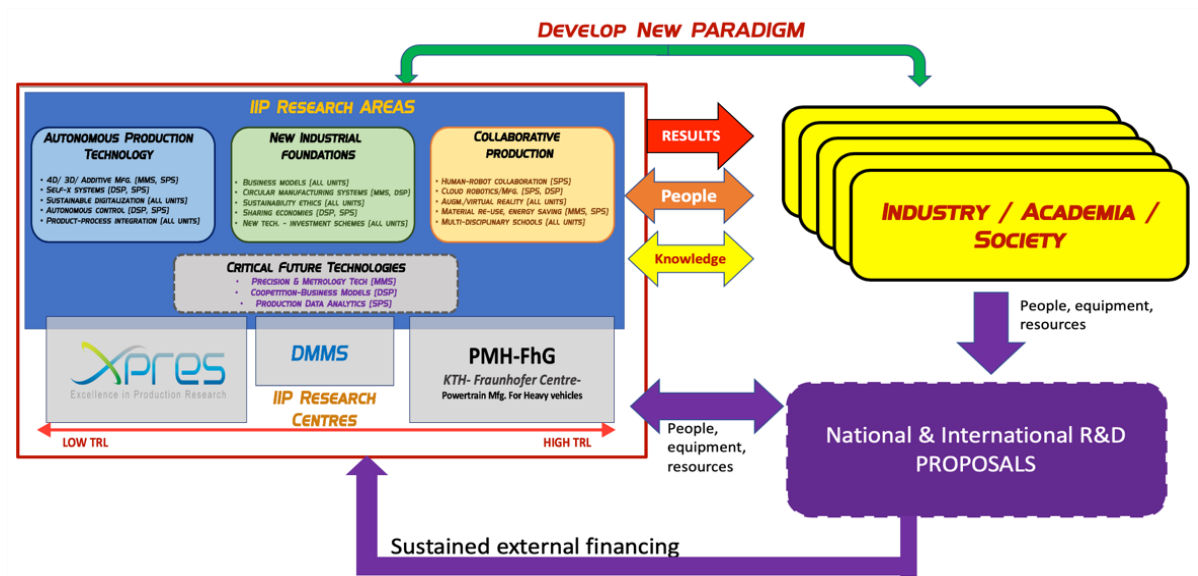 Develop New PARADIGM
IIP Research AREAS
Autonomous Production
Technology
• 4D/ 3D/ Additive Mfg. (MMS, SPS)
• Self-X systems (DSP, SPS)
• Sustainable digitalization [all units]
• Autonomous control (DSP, SPS)
• Product-process integration [all units]
New Industrial
foundations
• Business models [all units]
• Circular manufacturing systems (MMS, DSP)
• Sustainability ethics [all units]
• Sharing economies (DSP, SPS)
• New tech. - investment schemes [all units]
Collaborative
production
• Human-robot collaboration (SPS)
• Cloud robotics/Mfg. (SPS, DSP)
• Augm./virtual reality [all units]
• Material re-use, energy saving (MMS, SPS)
• Multi-disciplinary schools [all units]
Critical Future Technologies
• Precision & Metrology Tech (MMS)
• Coopetition-Business Models (DSP)
• Production Data Analytics (SPS)
Xpres
Excellence in Production Research
DMMS
IIP Research
Centres
PMH-FhG
KTH- Fraunhofer Centre-
Powertrain Mfg. For Heavy vehicles
LOW TRL
HIGH TRL
RESULTS
People
Knowledge
Industry / Academia /
Society
People, equipment,
resources
People,
equipment,
resources
National & International R&D
PROPOSALS
Sustained external financing